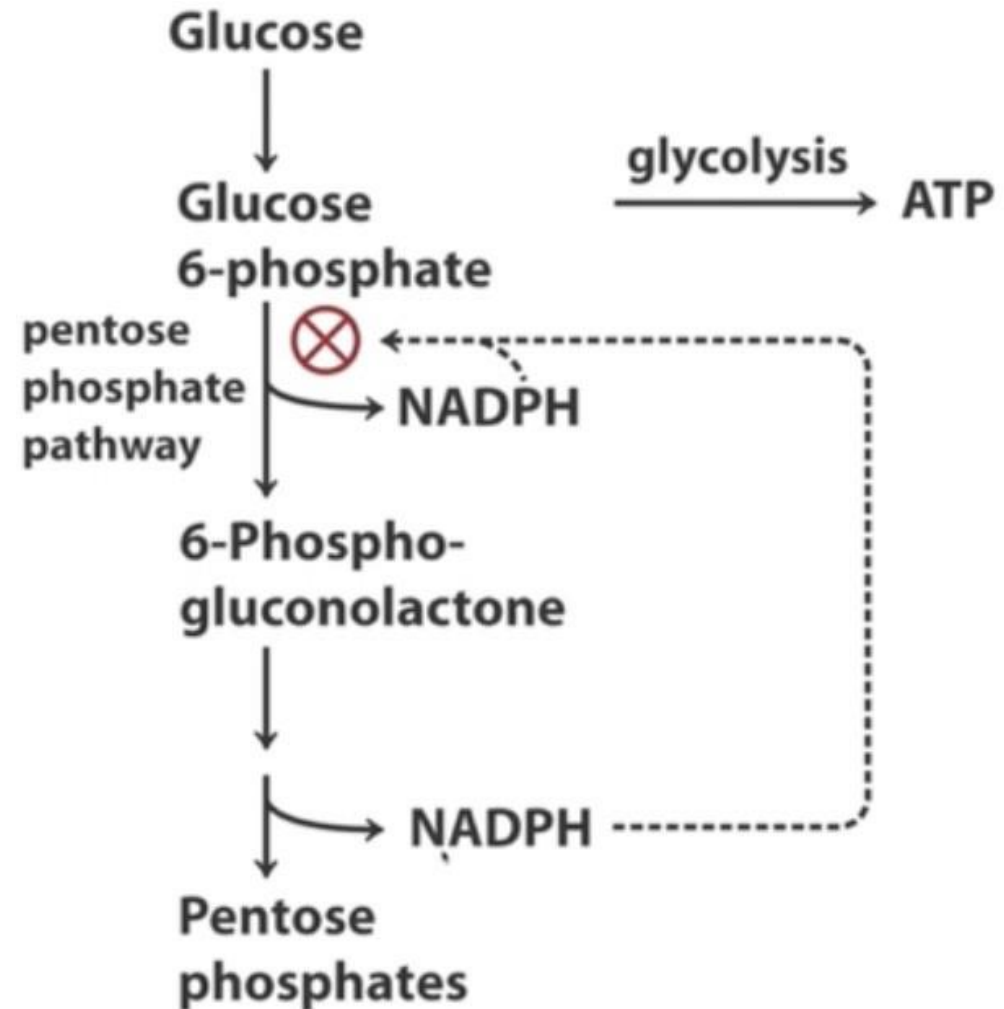 Glucose
glycolysis
ATP
Glucose
6-phosphate
pentose
phosphate
pathway
NADPH
6-Phospho-
gluconolactone
NADPH
Pentose
phosphates